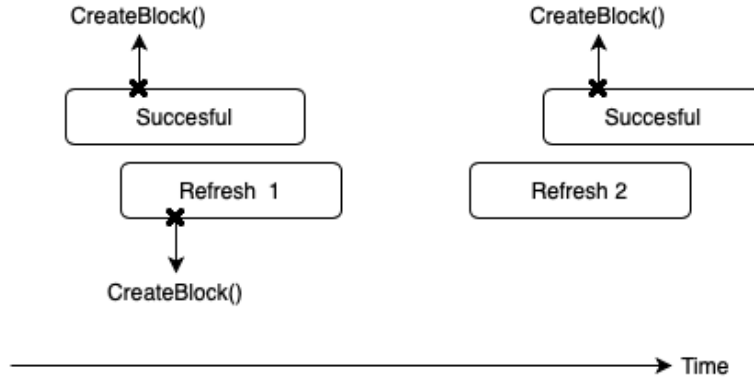 CreateBlock()
CreateBlock()
Succesful
Succesful
Refresh 1
Refresh 2
CreateBlock()
Time